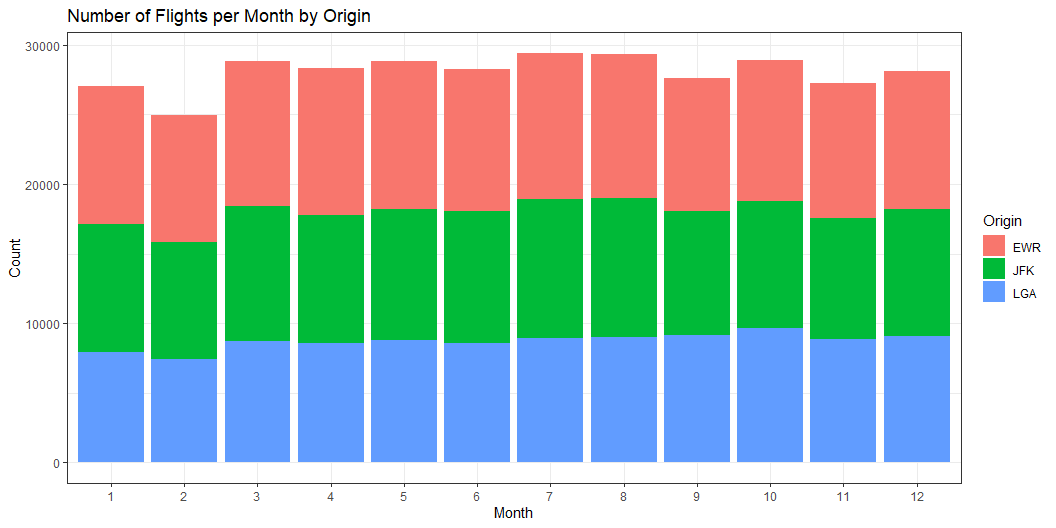 Number of Flights per Month by Origin
30000
20000
10000
0
Count
1 2 3 4 5 6 7 8 9 10 11 12
Month
Origin
EWR
JFK
LGA